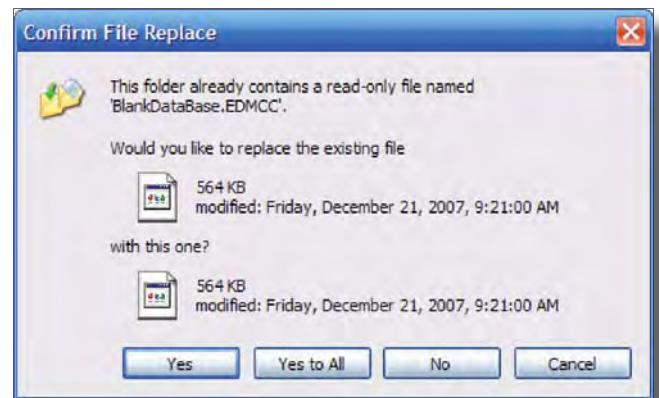 Confirm File Replace
This folder already contains a read-only file named
'BlankDataBase.EDMCC'.
Would you like to replace the existing file
564 KB
modified: Friday, December 21, 2007, 9:21:00 AM
with this one?
564 KB
modified: Friday, December 21, 2007, 9:21:00 AM
Yes Yes to All No Cancel